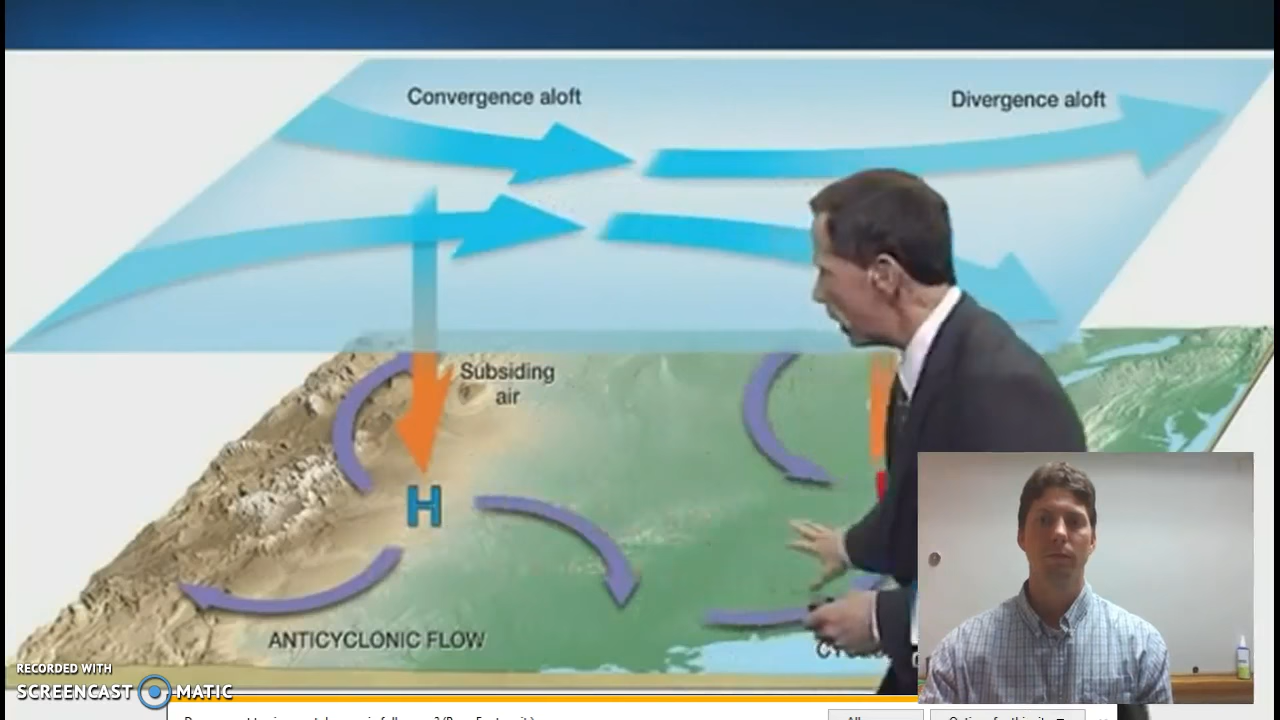 Convergence aloft
Divergence aloft
Subsiding
air
H
ANTICYCLONIC FLOW
RECORDED WITH
SCREENCAST MATIC